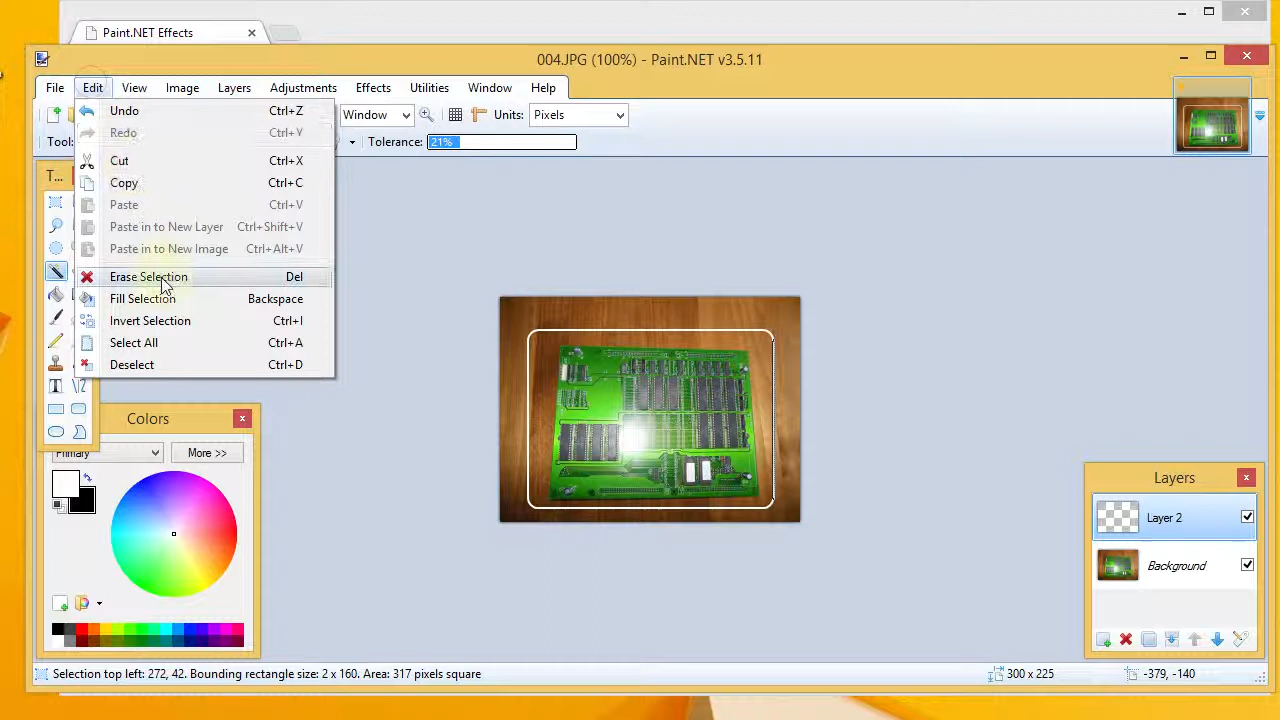 Paint.NET Effects
004.JPG (100%) - Paint.NET v3.5.11
File Edit View Image Layers Adjustments Effects Utilities Window Help
Window Units: Pixels
Tool: Tolerance: 21%
Undo Ctrl+Z
Redo Ctrl+Y
Cut Ctrl+X
Copy Ctrl+C
Paste Ctrl+V
Paste in to New Layer Ctrl+Shift+V
Paste in to New Image Ctrl+Alt+V
Erase Selection Del
Fill Selection Backspace
Invert Selection Ctrl+I
Select All Ctrl+A
Deselect Ctrl+D
T...
Colors
Primary More >>
Layers
Layer 2
Background
Selection top left: 272, 42. Bounding rectangle size: 2 x 160. Area: 317 pixels square
300 x 225
-379, -140